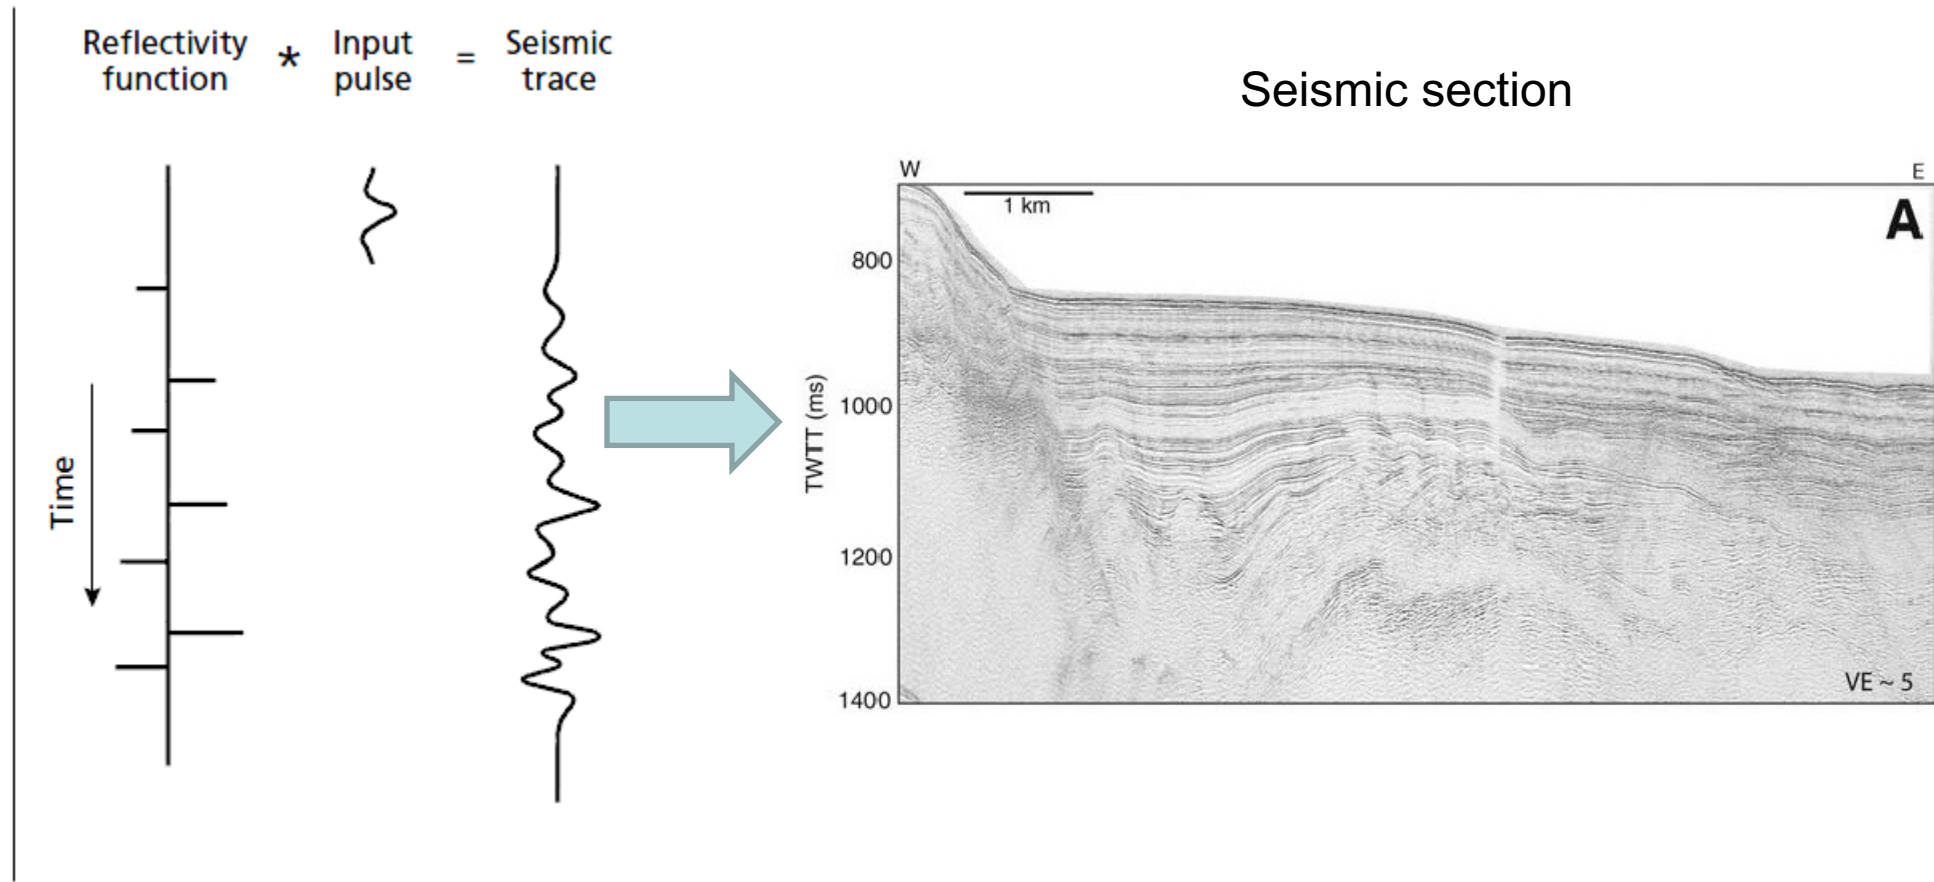 Reflectivity
function
*
Input
pulse
=
Seismic
trace
Time
Seismic section
W
E
1 km
A
800
1000
1200
1400
TWTT (ms)
VE ~ 5